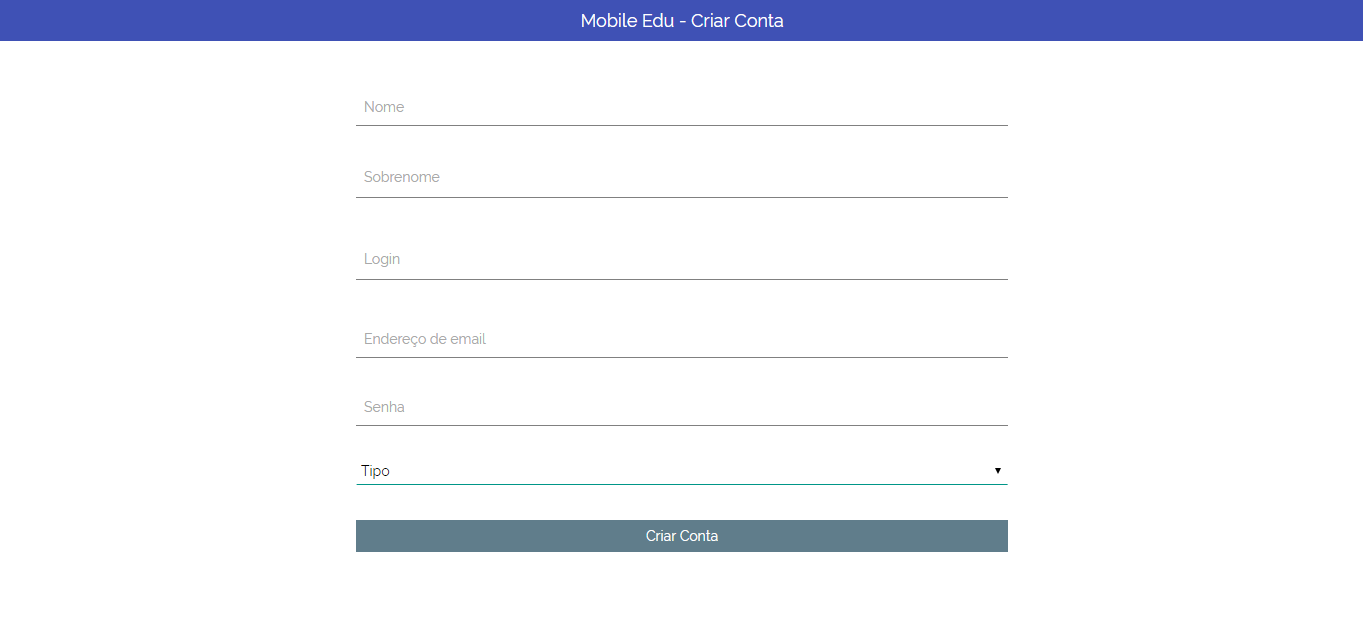 Mobile Edu - Criar Conta
Nome
Sobrenome
Login
Endereço de email
Senha
Tipo
Criar Conta